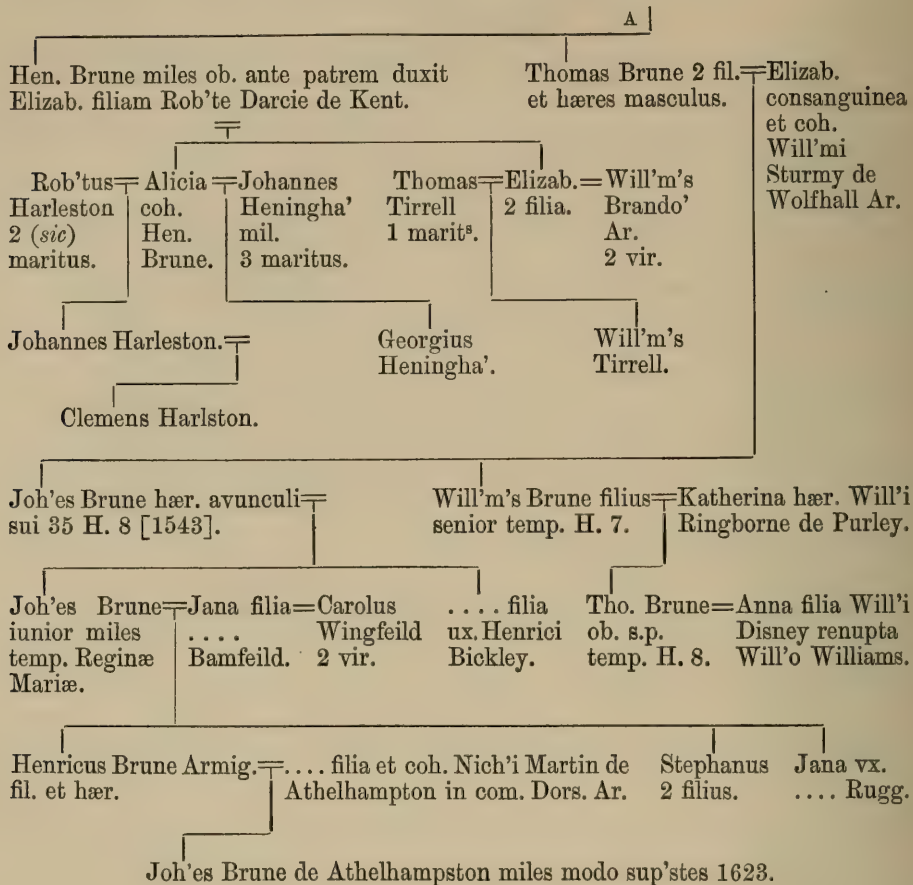 A
Hen. Brune miles ob. ante patrem duxit
Elizab. filiam Rob'te Darcie de Kent.
Thomas Brune 2 fil.
et hæres masculus.
Elizab.
consanguinea
et coh.
Will'mi
Sturmy de
Wolfhall Ar.
Rob'tus
Harleston
2 (sic)
maritus.
Alicia
coh.
Hen.
Brune.
Johannes
Heningha'
mil.
3 maritus.
Thomas
Tirrell
1 maritˢ.
Elizab.
2 filia.
Will'm's
Brando'
Ar.
2 vir.
Johannes Harleston.
Georgius
Heningha'.
Will'm's
Tirrell.
Clemens Harlston.
Joh'es Brune hær. avunculi
sui 35 H. 8 [1543].
Will'm's Brune filius
senior temp. H. 7.
Katherina hær. Will'i
Ringborne de Purley.
Joh'es Brune
iunior miles
temp. Reginæ
Mariæ.
Jana filia
....
Bamfeild.
Carolus
Wingfeild
2 vir.
.... filia
ux. Henrici
Bickley.
Tho. Brune
ob. s.p.
temp. H. 8.
Anna filia Will'i
Disney renupta
Will'o Williams.
Henricus Brune Armig.
fil. et hær.
.... filia et coh. Nich'i Martin de
Athelhampton in com. Dors. Ar.
Stephanus
2 filius.
Jana vx.
.... Rugg.
Joh'es Brune de Athelhampston miles modo sup'stes 1623.